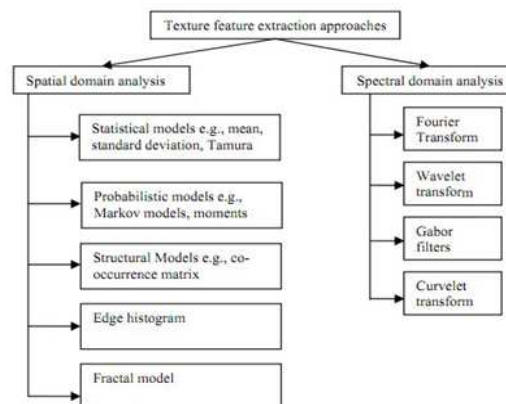 Texture feature extraction approaches
Spatial domain analysis
Statistical models e.g., mean,
standard deviation, Tamura
Probabilistic models e.g.,
Markov models, moments
Structural Models e.g., co-
occurrence matrix
Edge histogram
Fractal model
Spectral domain analysis
Fourier
Transform
Wavelet
transform
Gabor
filters
Curvelet
transform